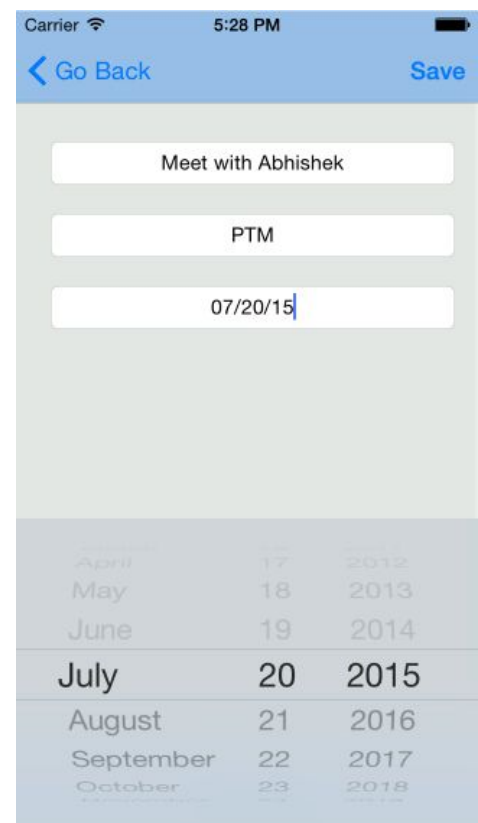 Carrier 5:28 PM
Go Back Save
Meet with Abhishek
PTM
07/20/15
April 17 2012
May 18 2013
June 19 2014
July 20 2015
August 21 2016
September 22 2017
October 23 2018